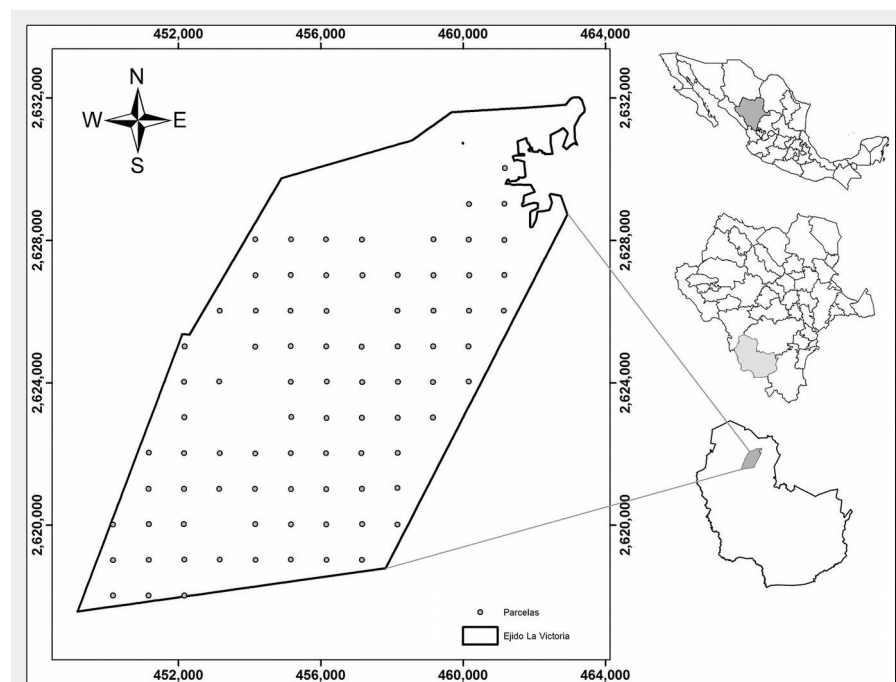 452,000 456,000 460,000 464,000
2,632,000 2,632,000
N
W E
S
2,628,000 2,628,000
2,624,000 2,624,000
2,620,000 2,620,000
Parcelas
Ejido La Victoria
452,000 456,000 460,000 464,000